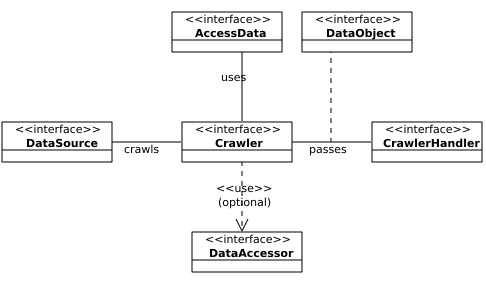 <<interface>>
AccessData
<<interface>>
DataObject
uses
<<interface>>
DataSource
crawls
<<interface>>
Crawler
passes
<<interface>>
CrawlerHandler
<<use>>
(optional)
<<interface>>
DataAccessor